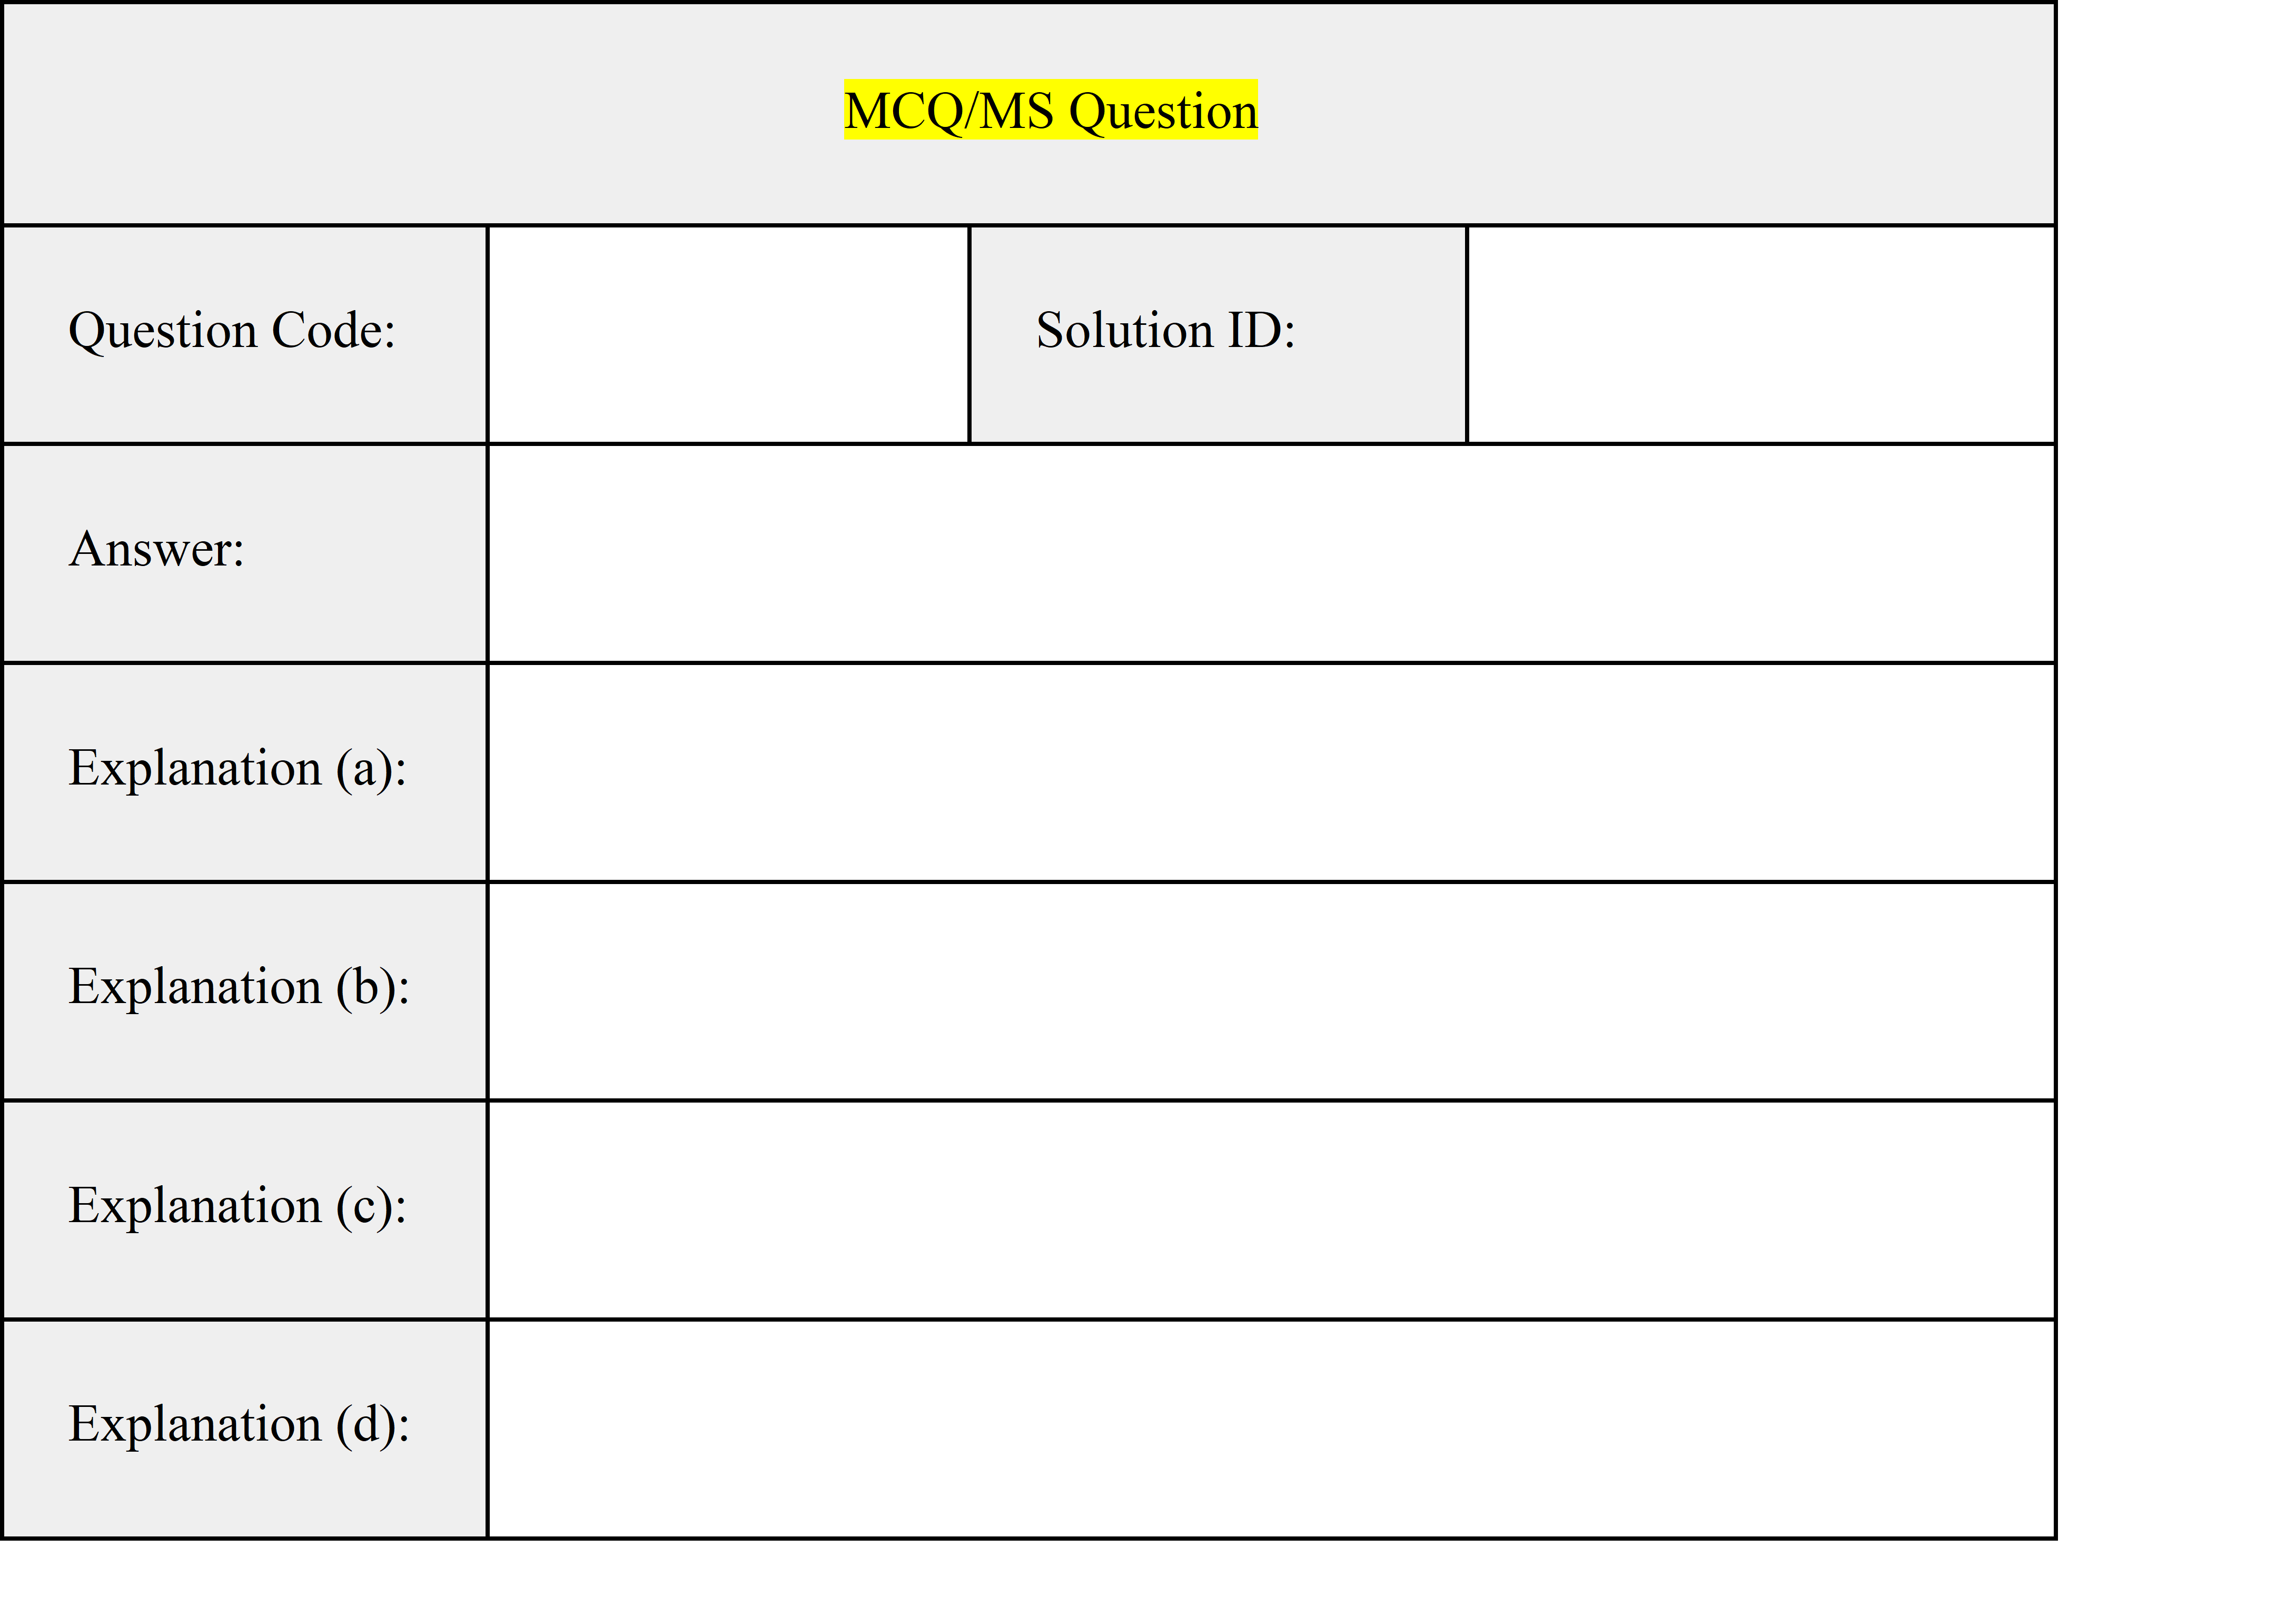 MCQ/MS Question
Question Code:
Solution ID:
Answer:
Explanation (a):
Explanation (b):
Explanation (c):
Explanation (d):